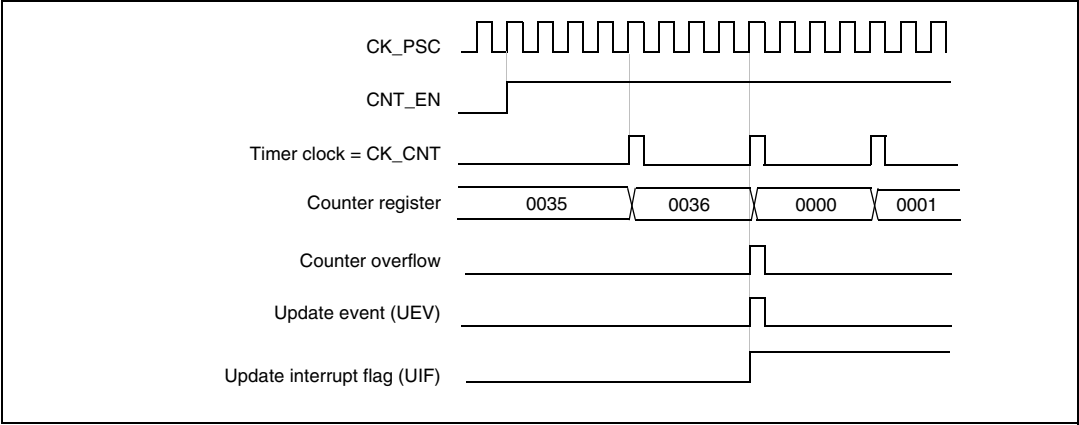 CK_PSC
CNT_EN
Timer clock = CK_CNT
Counter register 0035 0036 0000 0001
Counter overflow
Update event (UEV)
Update interrupt flag (UIF)